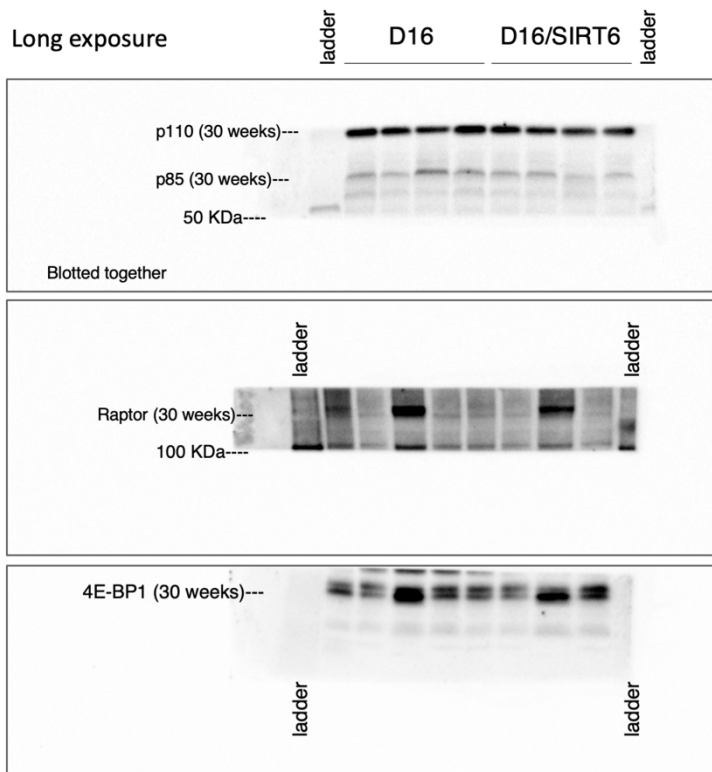 Long exposure
ladder
D16
D16/SIRT6
ladder
p110 (30 weeks)---
p85 (30 weeks)---
50 KDa----
Blotted together
ladder
ladder
Raptor (30 weeks)---
100 KDa----
4E-BP1 (30 weeks)---
ladder
ladder